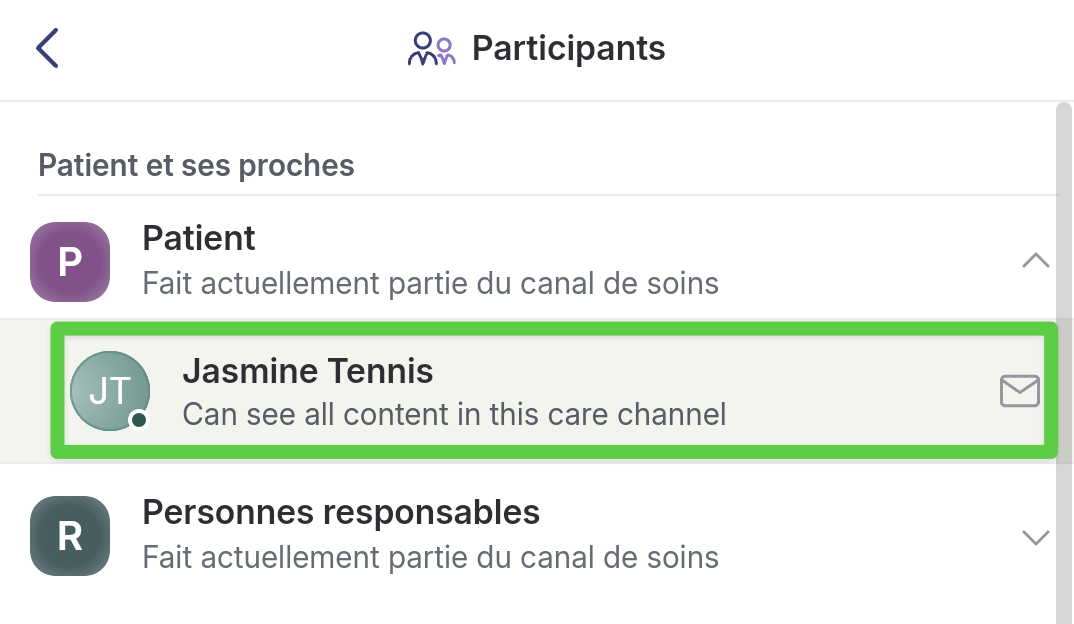 Participants
Patient et ses proches
P
Patient
Fait actuellement partie du canal de soins
JT
Jasmine Tennis
Can see all content in this care channel
R
Personnes responsables
Fait actuellement partie du canal de soins